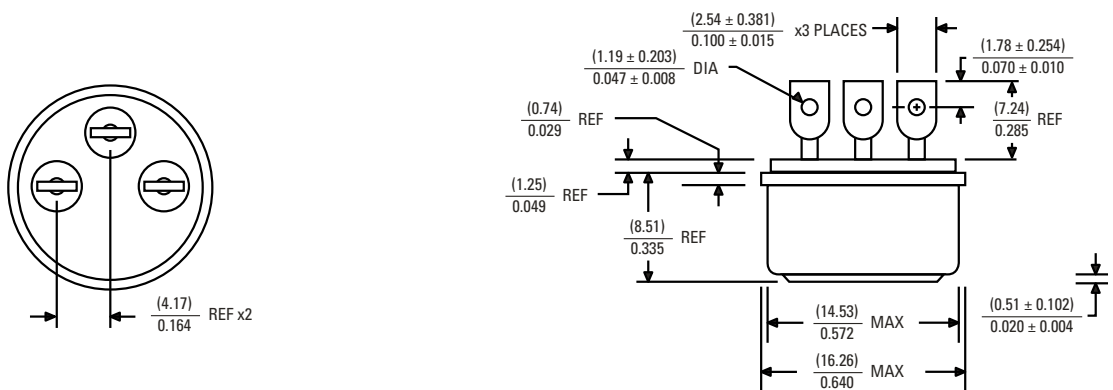 (2.54 ± 0.381)
0.100 ± 0.015
x3 PLACES
(1.78 ± 0.254)
0.070 ± 0.010
(1.19 ± 0.203)
0.047 ± 0.008
DIA
(0.74)
0.029
REF
(7.24)
0.285
REF
(1.25)
0.049
REF
(8.51)
0.335
REF
(4.17)
0.164
REF x2
(14.53)
0.572
MAX
(0.51 ± 0.102)
0.020 ± 0.004
(16.26)
0.640
MAX